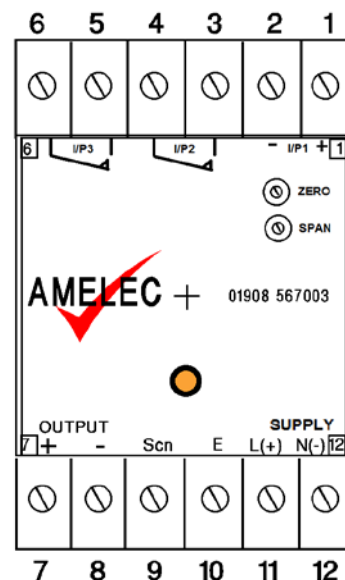 6 5 4 3 2 1
6 I/P3 I/P2 - I/P1 + 1
ZERO
SPAN
AMELEC 01908 567003
OUTPUT SUPPLY
7 + - Scn E L(+) N(-) 12
7 8 9 10 11 12